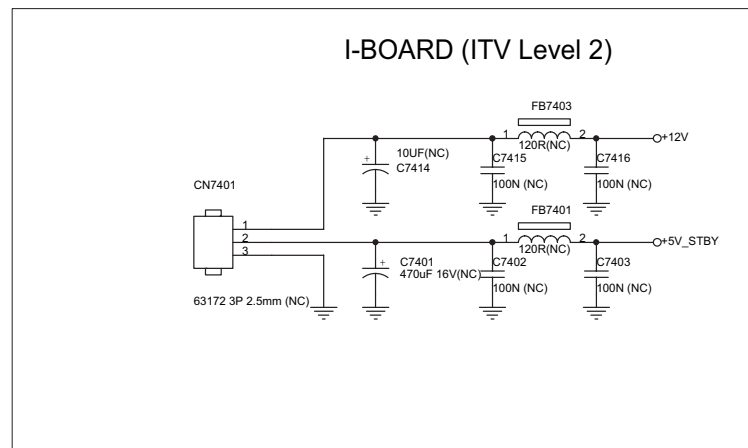 I-BOARD (ITV Level 2)
FB7403
1
2
+12V
120R(NC)
+
10UF(NC)
C7414
C7415
100N (NC)
C7416
100N (NC)
CN7401
1
2
3
FB7401
1
2
+5V_STBY
120R(NC)
+
C7401
470uF 16V(NC)
C7402
100N (NC)
C7403
100N (NC)
63172 3P 2.5mm (NC)